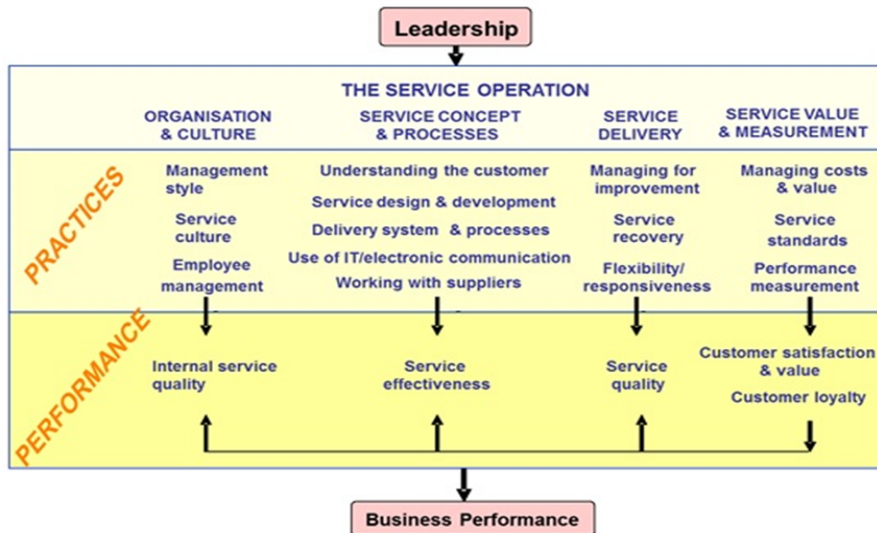 Leadership
THE SERVICE OPERATION
ORGANISATION
& CULTURE
SERVICE CONCEPT
& PROCESSES
SERVICE
DELIVERY
SERVICE VALUE
& MEASUREMENT
PRACTICES
Management
style
Service
culture
Employee
management
Understanding the customer
Service design & development
Delivery system & processes
Use of IT/electronic communication
Working with suppliers
Managing for
improvement
Service
recovery
Flexibility/
responsiveness
Managing costs
& value
Service
standards
Performance
measurement
PERFORMANCE
Internal service
quality
Service
effectiveness
Service
quality
Customer satisfaction
& value
Customer loyalty
Business Performance